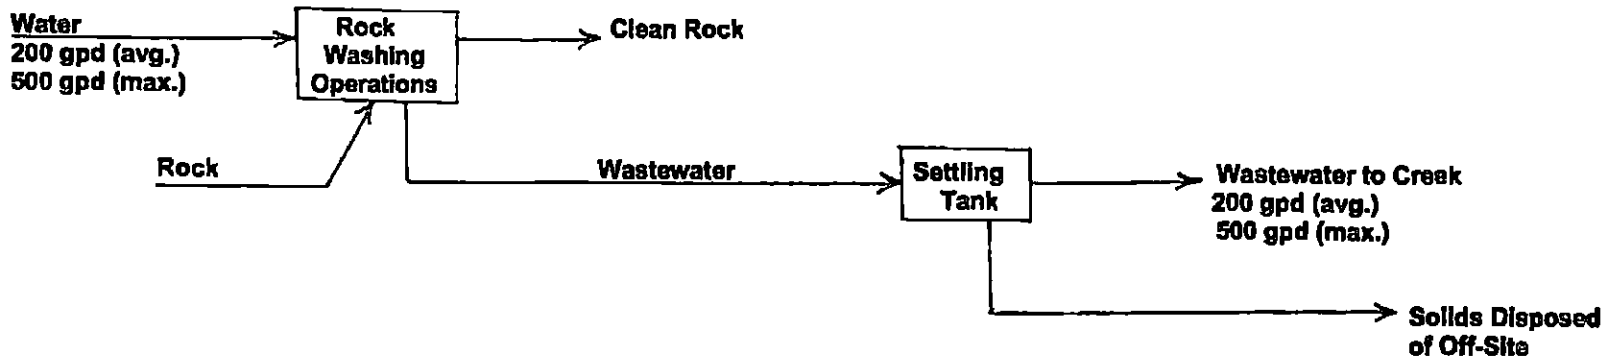 Water
200 gpd (avg.)
500 gpd (max.)
Rock
Washing
Operations
Clean Rock
Rock
Wastewater
Settling
Tank
Wastewater to Creek
200 gpd (avg.)
500 gpd (max.)
Solids Disposed
of Off-Site